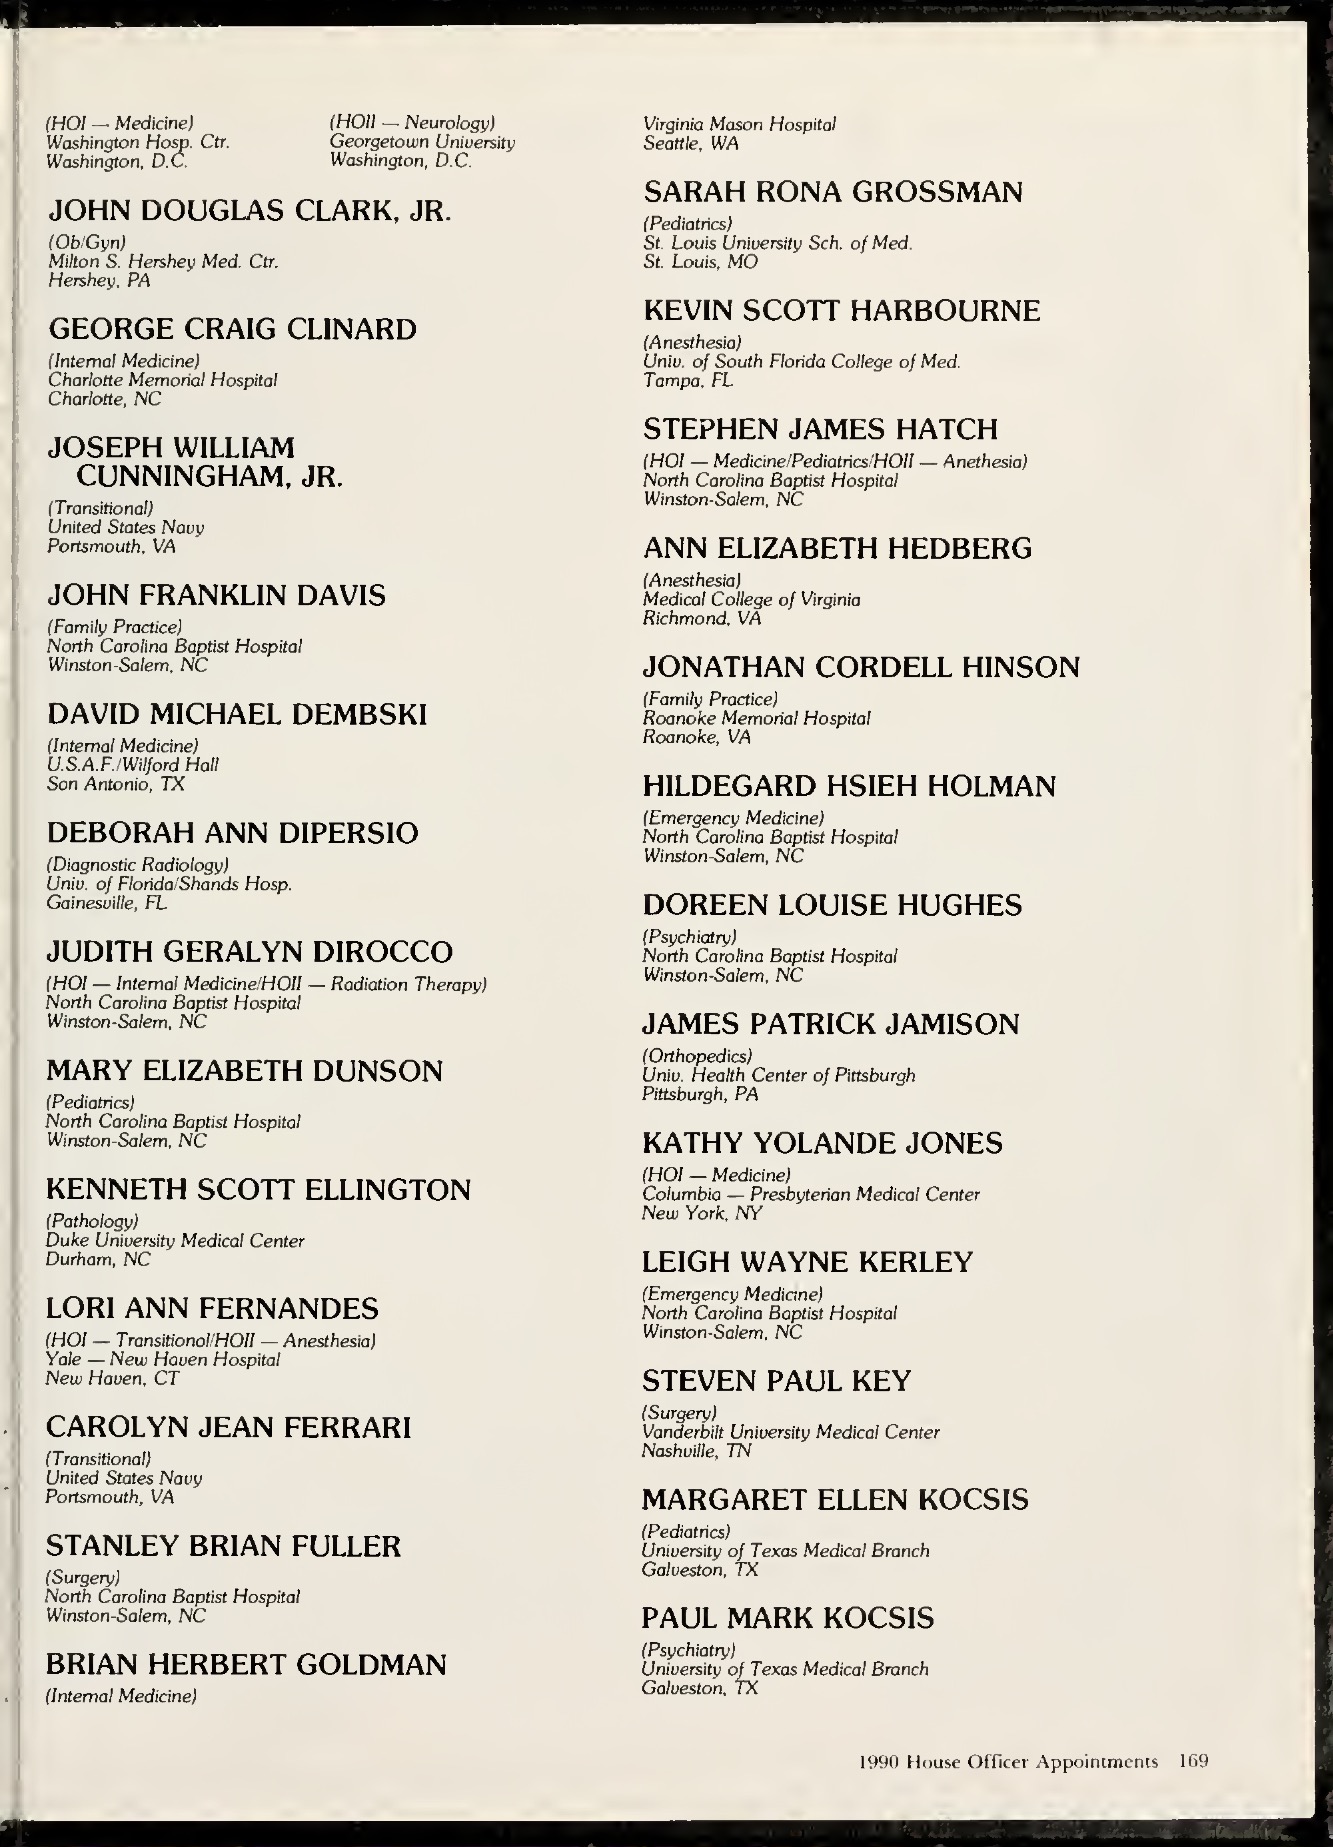 (HOI — Medicine) (HOII — Neurology)
Washington Hosp. Ctr. Georgetown University
Washington, D.C. Washington, D.C.
JOHN DOUGLAS CLARK, JR.
(Ob/Gyn)
Milton S. Hershey Med. Ctr.
Hershey, PA
GEORGE CRAIG CLINARD
(Internal Medicine)
Charlotte Memorial Hospital
Charlotte, NC
JOSEPH WILLIAM
CUNNINGHAM, JR.
(Transitional)
United States Navy
Portsmouth, VA
JOHN FRANKLIN DAVIS
(Family Practice)
North Carolina Baptist Hospital
Winston-Salem, NC
DAVID MICHAEL DEMBSKI
(Internal Medicine)
U.S.A.F./Wilford Hall
San Antonio, TX
DEBORAH ANN DIPERSIO
(Diagnostic Radiology)
Univ. of Florida/Shands Hosp.
Gainesville, FL
JUDITH GERALYN DIROCCO
(HOI — Internal Medicine/HOII — Radiation Therapy)
North Carolina Baptist Hospital
Winston-Salem, NC
MARY ELIZABETH DUNSON
(Pediatrics)
North Carolina Baptist Hospital
Winston-Salem, NC
KENNETH SCOTT ELLINGTON
(Pathology)
Duke University Medical Center
Durham, NC
LORI ANN FERNANDES
(HOI — Transitional/HOII — Anesthesia)
Yale — New Haven Hospital
New Haven, CT
CAROLYN JEAN FERRARI
(Transitional)
United States Navy
Portsmouth, VA
STANLEY BRIAN FULLER
(Surgery)
North Carolina Baptist Hospital
Winston-Salem, NC
BRIAN HERBERT GOLDMAN
(Internal Medicine)
Virginia Mason Hospital
Seattle, WA
SARAH RONA GROSSMAN
(Pediatrics)
St. Louis University Sch. of Med.
St. Louis, MO
KEVIN SCOTT HARBOURNE
(Anesthesia)
Univ. of South Florida College of Med.
Tampa, FL
STEPHEN JAMES HATCH
(HOI — Medicine/Pediatrics/HOII — Anethesia)
North Carolina Baptist Hospital
Winston-Salem, NC
ANN ELIZABETH HEDBERG
(Anesthesia)
Medical College of Virginia
Richmond, VA
JONATHAN CORDELL HINSON
(Family Practice)
Roanoke Memorial Hospital
Roanoke, VA
HILDEGARD HSIEH HOLMAN
(Emergency Medicine)
North Carolina Baptist Hospital
Winston-Salem, NC
DOREEN LOUISE HUGHES
(Psychiatry)
North Carolina Baptist Hospital
Winston-Salem, NC
JAMES PATRICK JAMISON
(Orthopedics)
Univ. Health Center of Pittsburgh
Pittsburgh, PA
KATHY YOLANDE JONES
(HOI — Medicine)
Columbia — Presbyterian Medical Center
New York, NY
LEIGH WAYNE KERLEY
(Emergency Medicine)
North Carolina Baptist Hospital
Winston-Salem, NC
STEVEN PAUL KEY
(Surgery)
Vanderbilt University Medical Center
Nashville, TN
MARGARET ELLEN KOCSIS
(Pediatrics)
University of Texas Medical Branch
Galveston, TX
PAUL MARK KOCSIS
(Psychiatry)
University of Texas Medical Branch
Galveston, TX
1990 House Officer Appointments 169